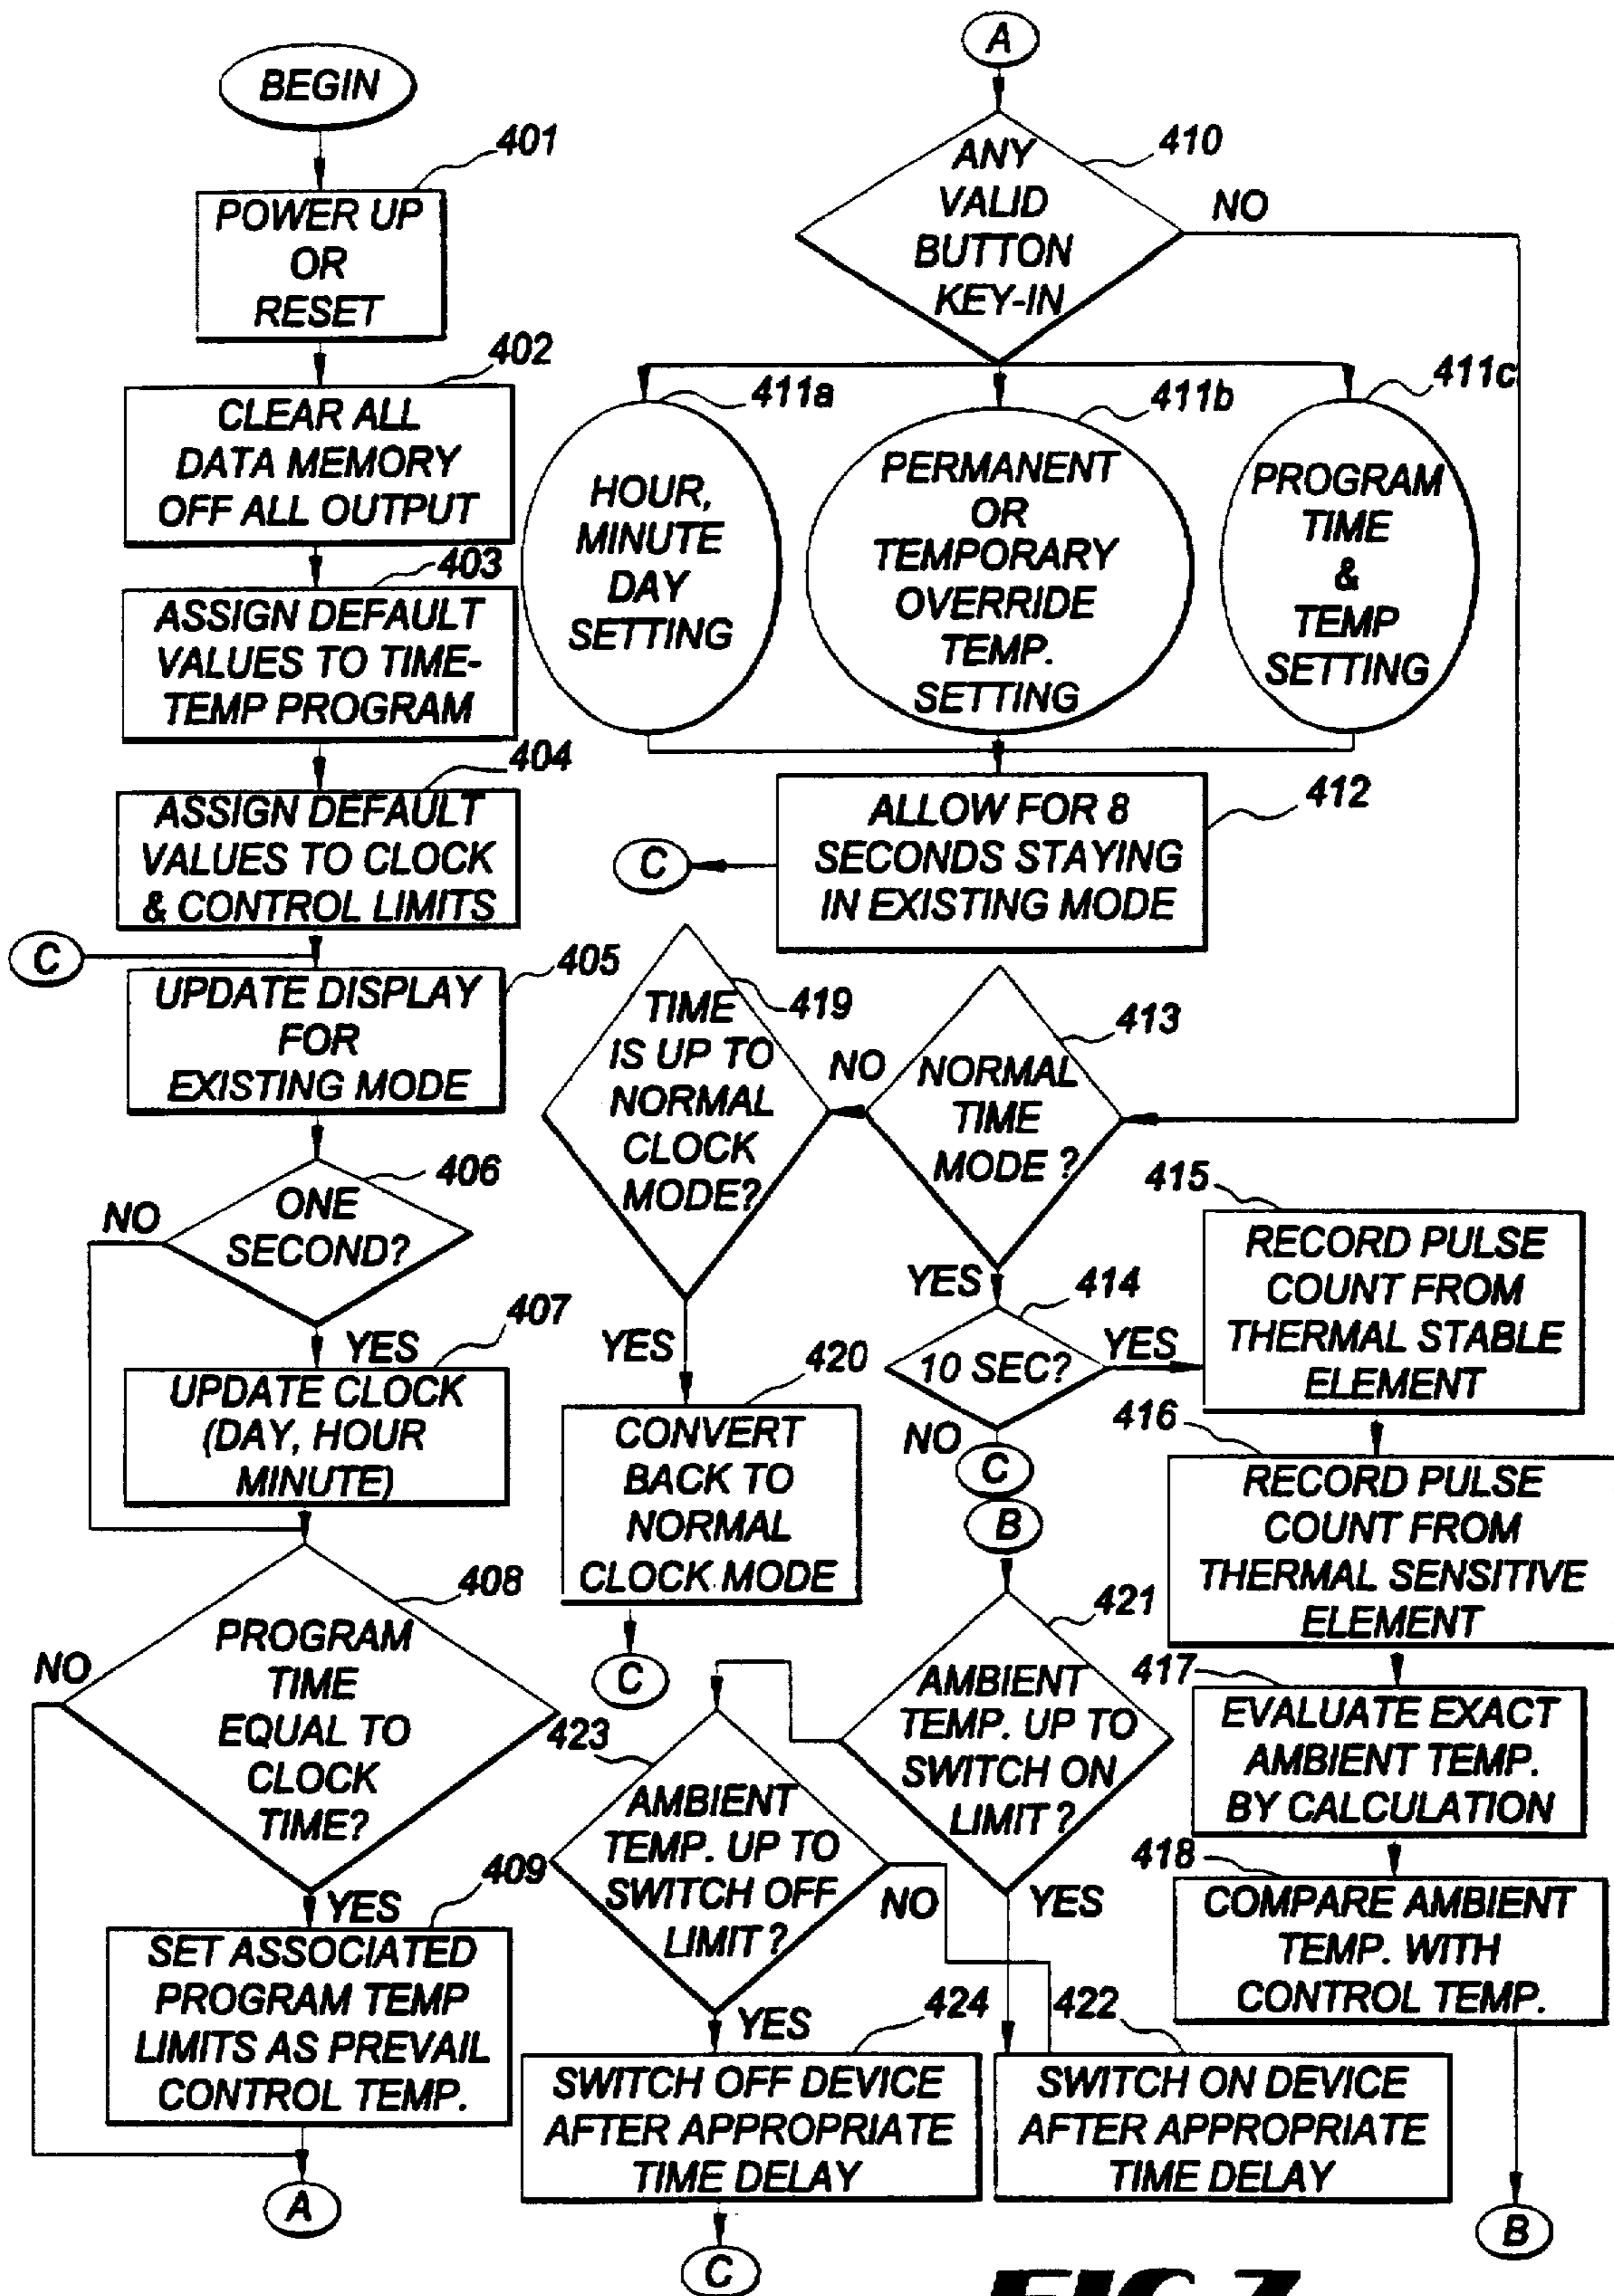 BEGIN
401
POWER UP
OR
RESET
402
CLEAR ALL
DATA MEMORY
OFF ALL OUTPUT
403
ASSIGN DEFAULT
VALUES TO TIME-
TEMP PROGRAM
404
ASSIGN DEFAULT
VALUES TO CLOCK
& CONTROL LIMITS
C
405
UPDATE DISPLAY
FOR
EXISTING MODE
406
NO
ONE
SECOND?
YES
407
UPDATE CLOCK
(DAY, HOUR
MINUTE)
408
NO
PROGRAM
TIME
EQUAL TO
CLOCK
TIME?
YES
409
SET ASSOCIATED
PROGRAM TEMP
LIMITS AS PREVAIL
CONTROL TEMP.
A
A
410
ANY
VALID
BUTTON
KEY-IN
NO
411a
HOUR,
MINUTE
DAY
SETTING
411b
PERMANENT
OR
TEMPORARY
OVERRIDE
TEMP.
SETTING
411c
PROGRAM
TIME
&
TEMP
SETTING
412
ALLOW FOR 8
SECONDS STAYING
IN EXISTING MODE
C
413
NORMAL
TIME
MODE ?
NO
YES
419
TIME
IS UP TO
NORMAL
CLOCK
MODE?
YES
420
CONVERT
BACK TO
NORMAL
CLOCK MODE
C
414
10 SEC?
YES
NO
C
415
RECORD PULSE
COUNT FROM
THERMAL STABLE
ELEMENT
416
RECORD PULSE
COUNT FROM
THERMAL SENSITIVE
ELEMENT
417
EVALUATE EXACT
AMBIENT TEMP.
BY CALCULATION
418
COMPARE AMBIENT
TEMP. WITH
CONTROL TEMP.
B
B
421
AMBIENT
TEMP. UP TO
SWITCH ON
LIMIT ?
YES
423
AMBIENT
TEMP. UP TO
SWITCH OFF
LIMIT ?
NO
YES
424
SWITCH OFF DEVICE
AFTER APPROPRIATE
TIME DELAY
C
422
SWITCH ON DEVICE
AFTER APPROPRIATE
TIME DELAY